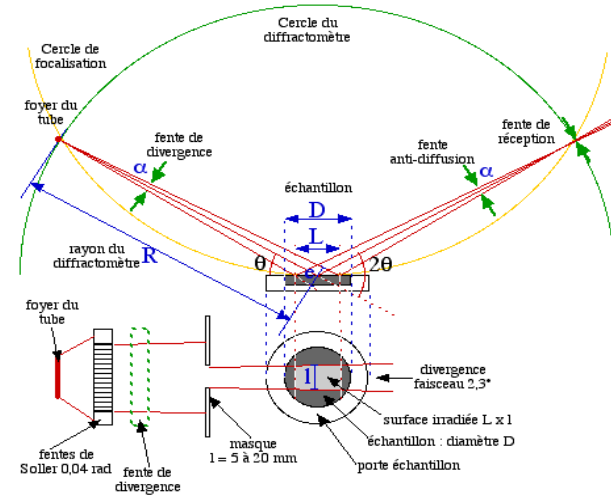 Cercle du
diffractomètre
Cercle de
focalisation
foyer du
tube
fente de
divergence
α
fente
anti-diffusion
α
fente de
réception
échantillon
D
L
θ
e
2θ
rayon du
diffractomètre
R
foyer du
tube
l
divergence
faisceau 2,3°
surface irradiée L x l
échantillon : diamètre D
porte échantillon
masque
l = 5 à 20 mm
fentes de
Soller 0,04 rad
fente de
divergence